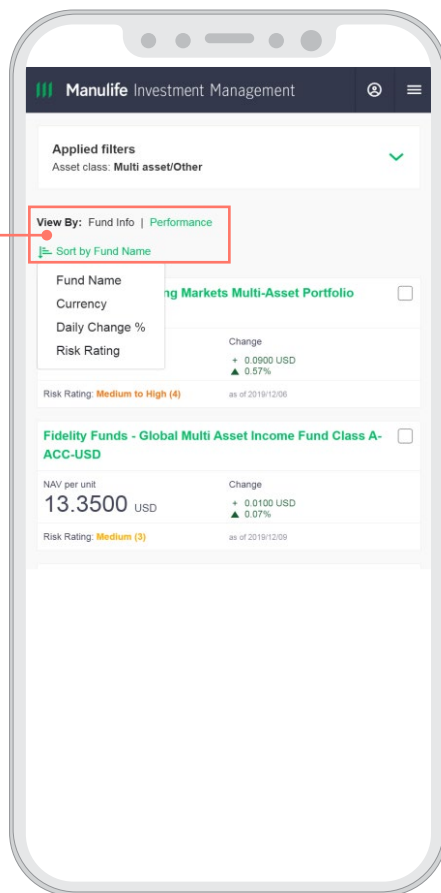 Manulife Investment Management
Applied filters
Asset class: Multi asset/Other
View By: Fund Info | Performance
Sort by Fund Name
Fund Name
Currency
Daily Change %
Risk Rating
Markets Multi-Asset Portfolio
Change
+ 0.0900 USD
▲ 0.57%
Risk Rating: Medium to High (4)
as of 2019/12/06
Fidelity Funds - Global Multi Asset Income Fund Class A-
ACC-USD
NAV per unit
Change
13.3500 USD
+ 0.0100 USD
▲ 0.07%
Risk Rating: Medium (3)
as of 2019/12/09